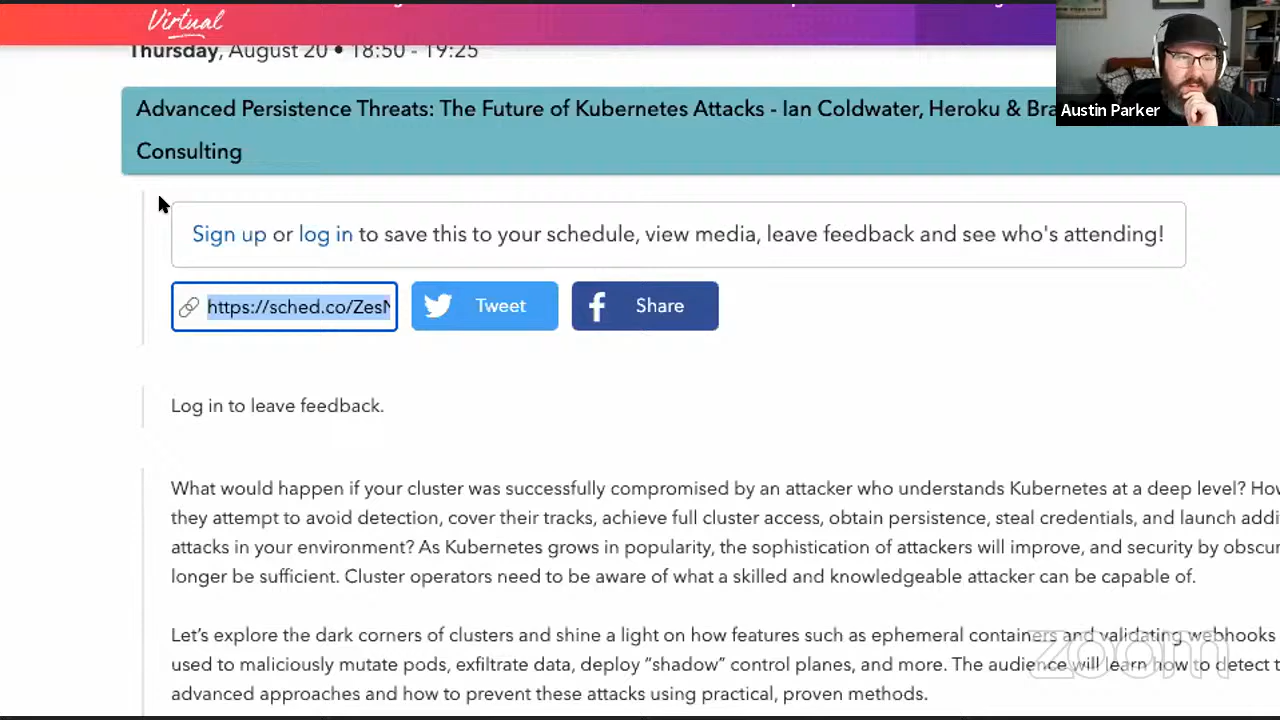 Virtual
Thursday, August 20 • 18:50 - 19:25
Austin Parker
Advanced Persistence Threats: The Future of Kubernetes Attacks - Ian Coldwater, Heroku &
Consulting
Sign up or log in to save this to your schedule, view media, leave feedback and see who's attending!
https://sched.co/Zes
Tweet
Share
Log in to leave feedback.
What would happen if your cluster was successfully compromised by an attacker who understands Kubernetes at a deep level?
they attempt to avoid detection, cover their tracks, achieve full cluster access, obtain persistence, steal credentials, and launch
attacks in your environment? As Kubernetes grows in popularity, the sophistication of attackers will improve, and security by
longer be sufficient. Cluster operators need to be aware of what a skilled and knowledgeable attacker can be capable of.
Let’s explore the dark corners of clusters and shine a light on how features such as ephemeral containers and validating webhooks
used to maliciously mutate pods, exfiltrate data, deploy “shadow” control planes, and more. The audience will learn how to detect
advanced approaches and how to prevent these attacks using practical, proven methods.
zoom